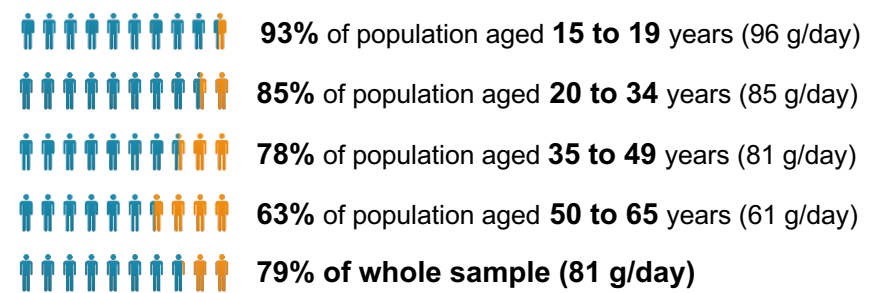 93% of population aged 15 to 19 years (96 g/day)
85% of population aged 20 to 34 years (85 g/day)
78% of population aged 35 to 49 years (81 g/day)
63% of population aged 50 to 65 years (61 g/day)
79% of whole sample (81 g/day)